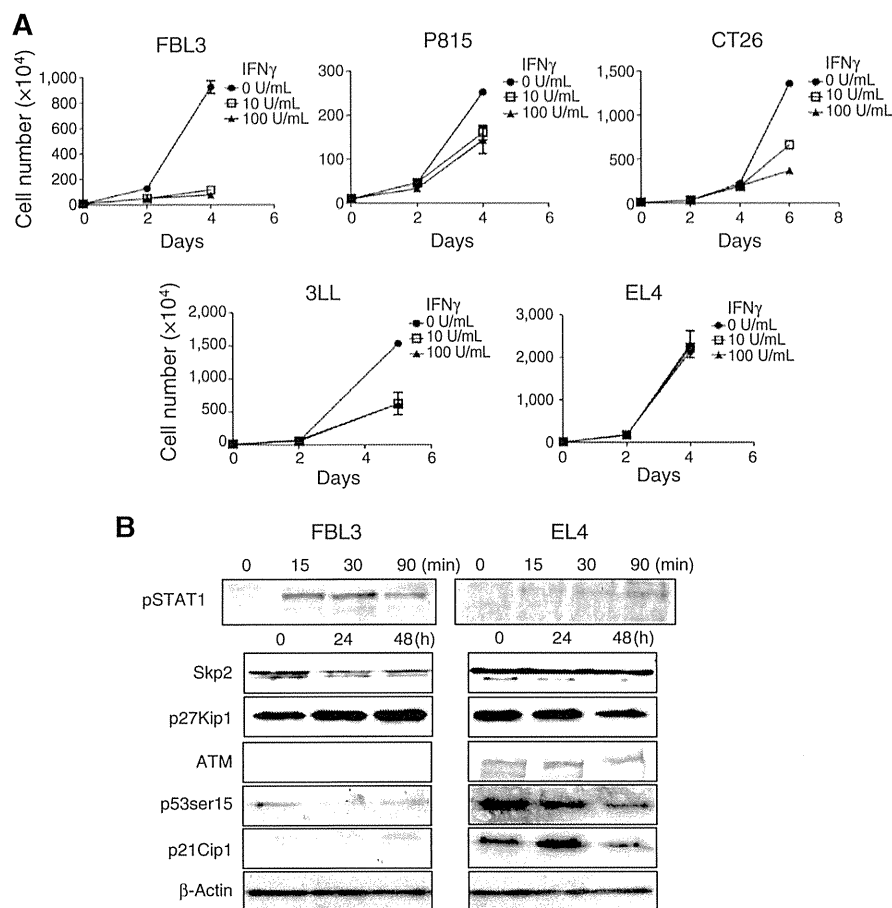 A
FBL3
Cell number (×10⁴)
1,000
800
600
400
200
0
0 2 4 6
Days
IFNγ
0 U/mL
10 U/mL
100 U/mL
P815
300
200
100
0
0 2 4 6
Days
IFNγ
0 U/mL
10 U/mL
100 U/mL
CT26
1,500
1,000
500
0
0 2 4 6 8
Days
IFNγ
0 U/mL
10 U/mL
100 U/mL
3LL
Cell number (×10⁴)
2,000
1,500
1,000
500
0
0 2 4 6
Days
IFNγ
0 U/mL
10 U/mL
100 U/mL
EL4
3,000
2,000
1,000
0
0 2 4 6
Days
IFNγ
0 U/mL
10 U/mL
100 U/mL
B
FBL3 EL4
0 15 30 90 (min) 0 15 30 90 (min)
pSTAT1
0 24 48 (h) 0 24 48 (h)
Skp2
p27Kip1
ATM
p53ser15
p21Cip1
β-Actin